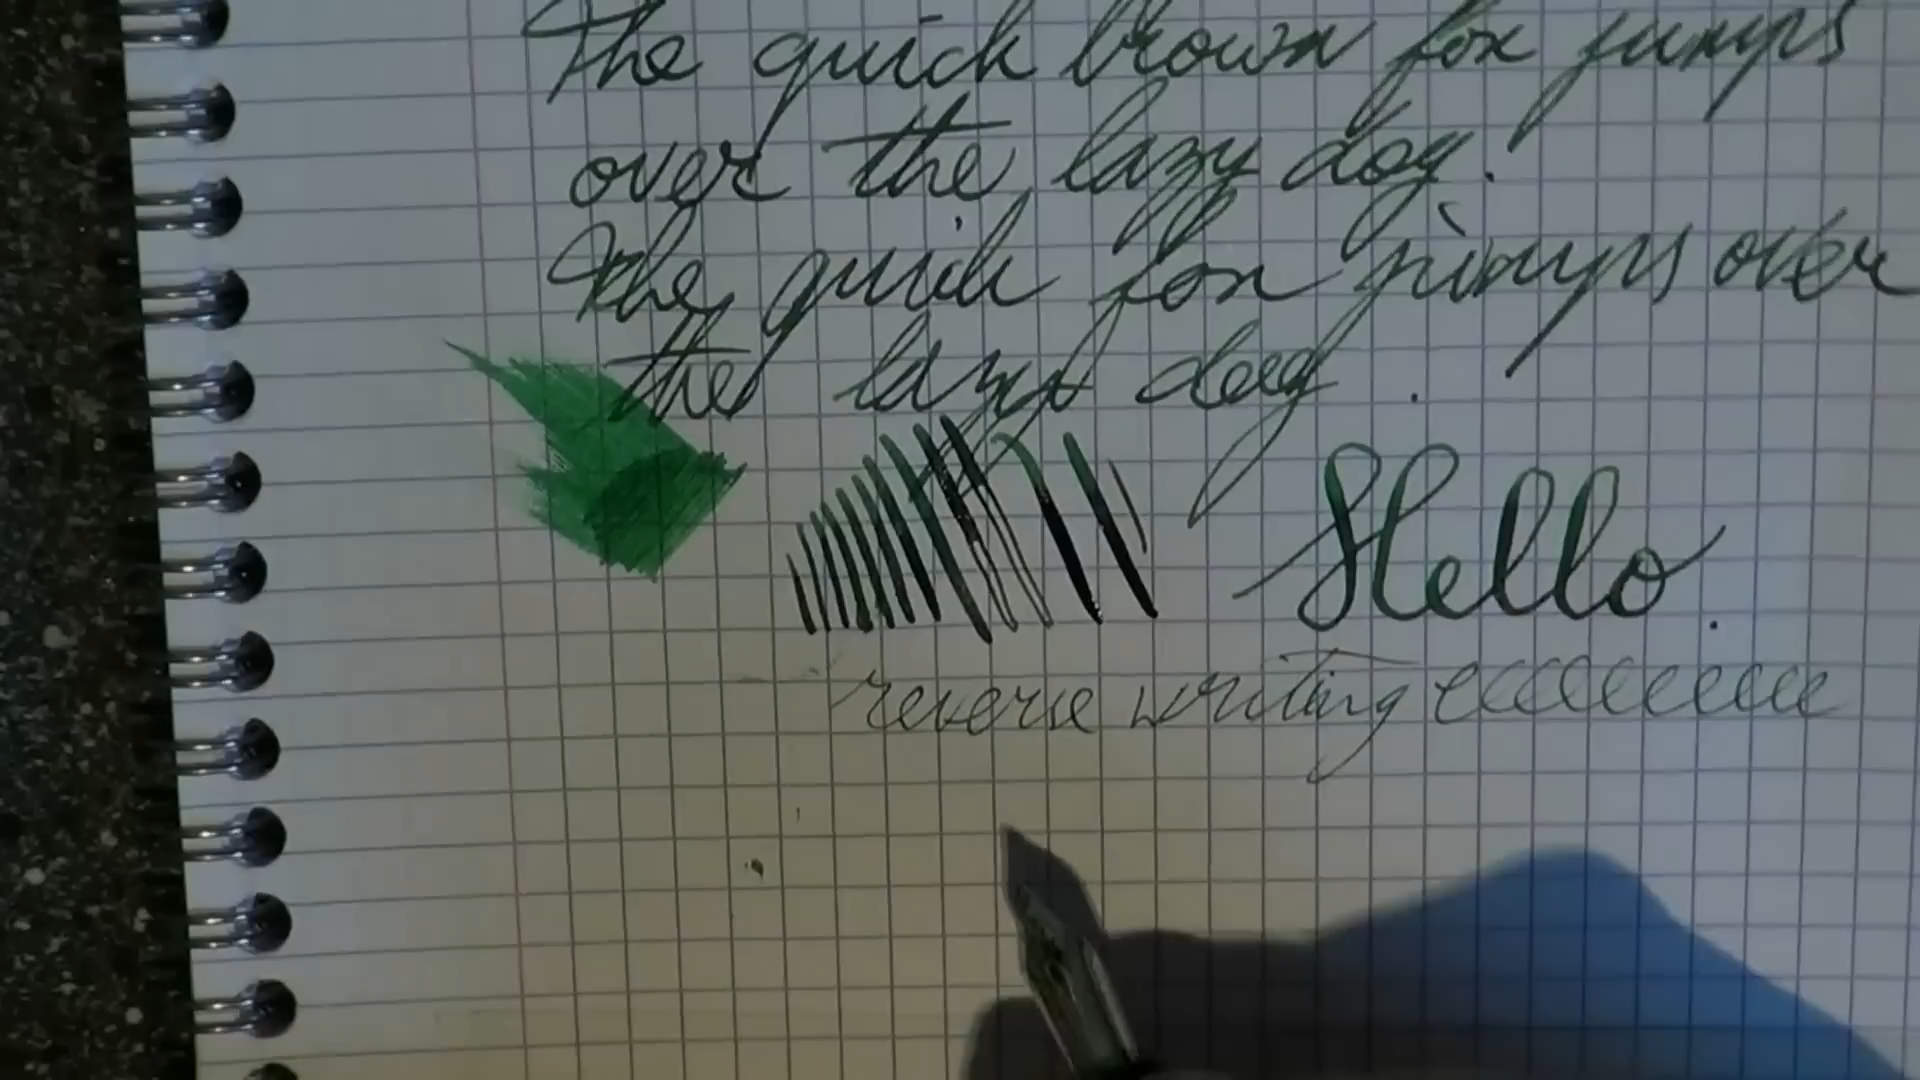 The quick brown fox jumps
over the lazy dog.
The quick fox jumps over
the lazy dog.
Hello.
reverse writing eeeeeeeeeee